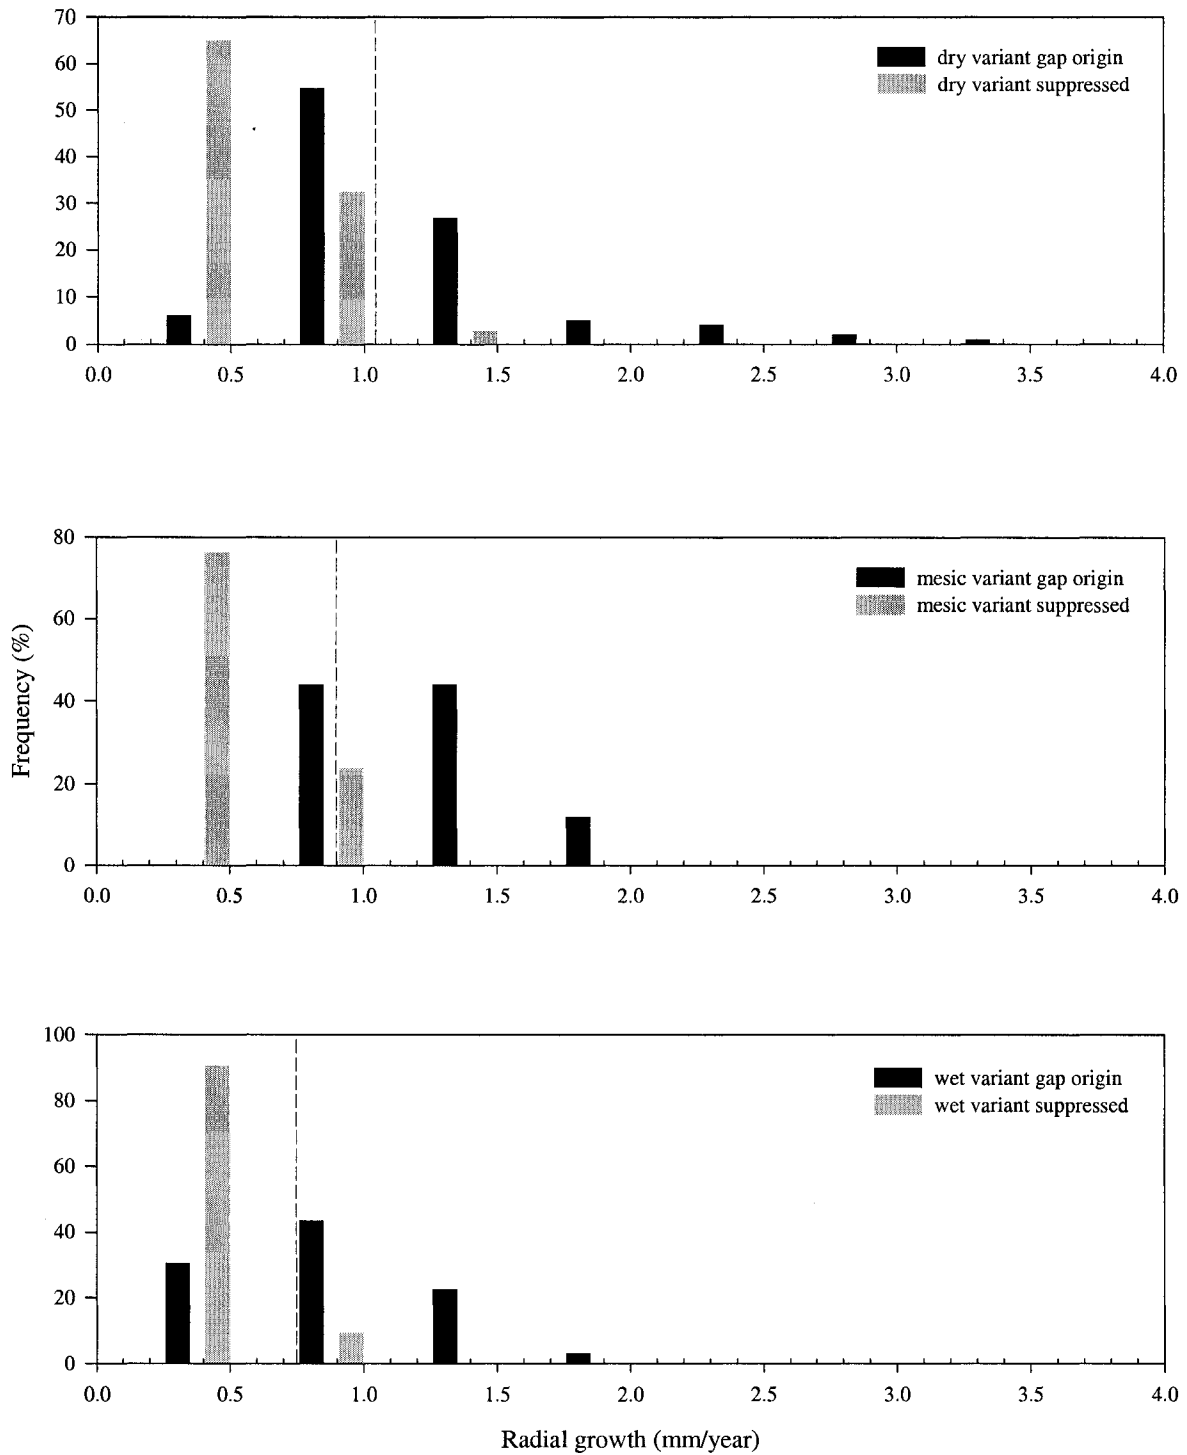 70
60
50
40
30
20
10
0
dry variant gap origin
dry variant suppressed
0.0 0.5 1.0 1.5 2.0 2.5 3.0 3.5 4.0
80
60
40
20
0
mesic variant gap origin
mesic variant suppressed
0.0 0.5 1.0 1.5 2.0 2.5 3.0 3.5 4.0
Frequency (%)
100
80
60
40
20
0
wet variant gap origin
wet variant suppressed
0.0 0.5 1.0 1.5 2.0 2.5 3.0 3.5 4.0
Radial growth (mm/year)